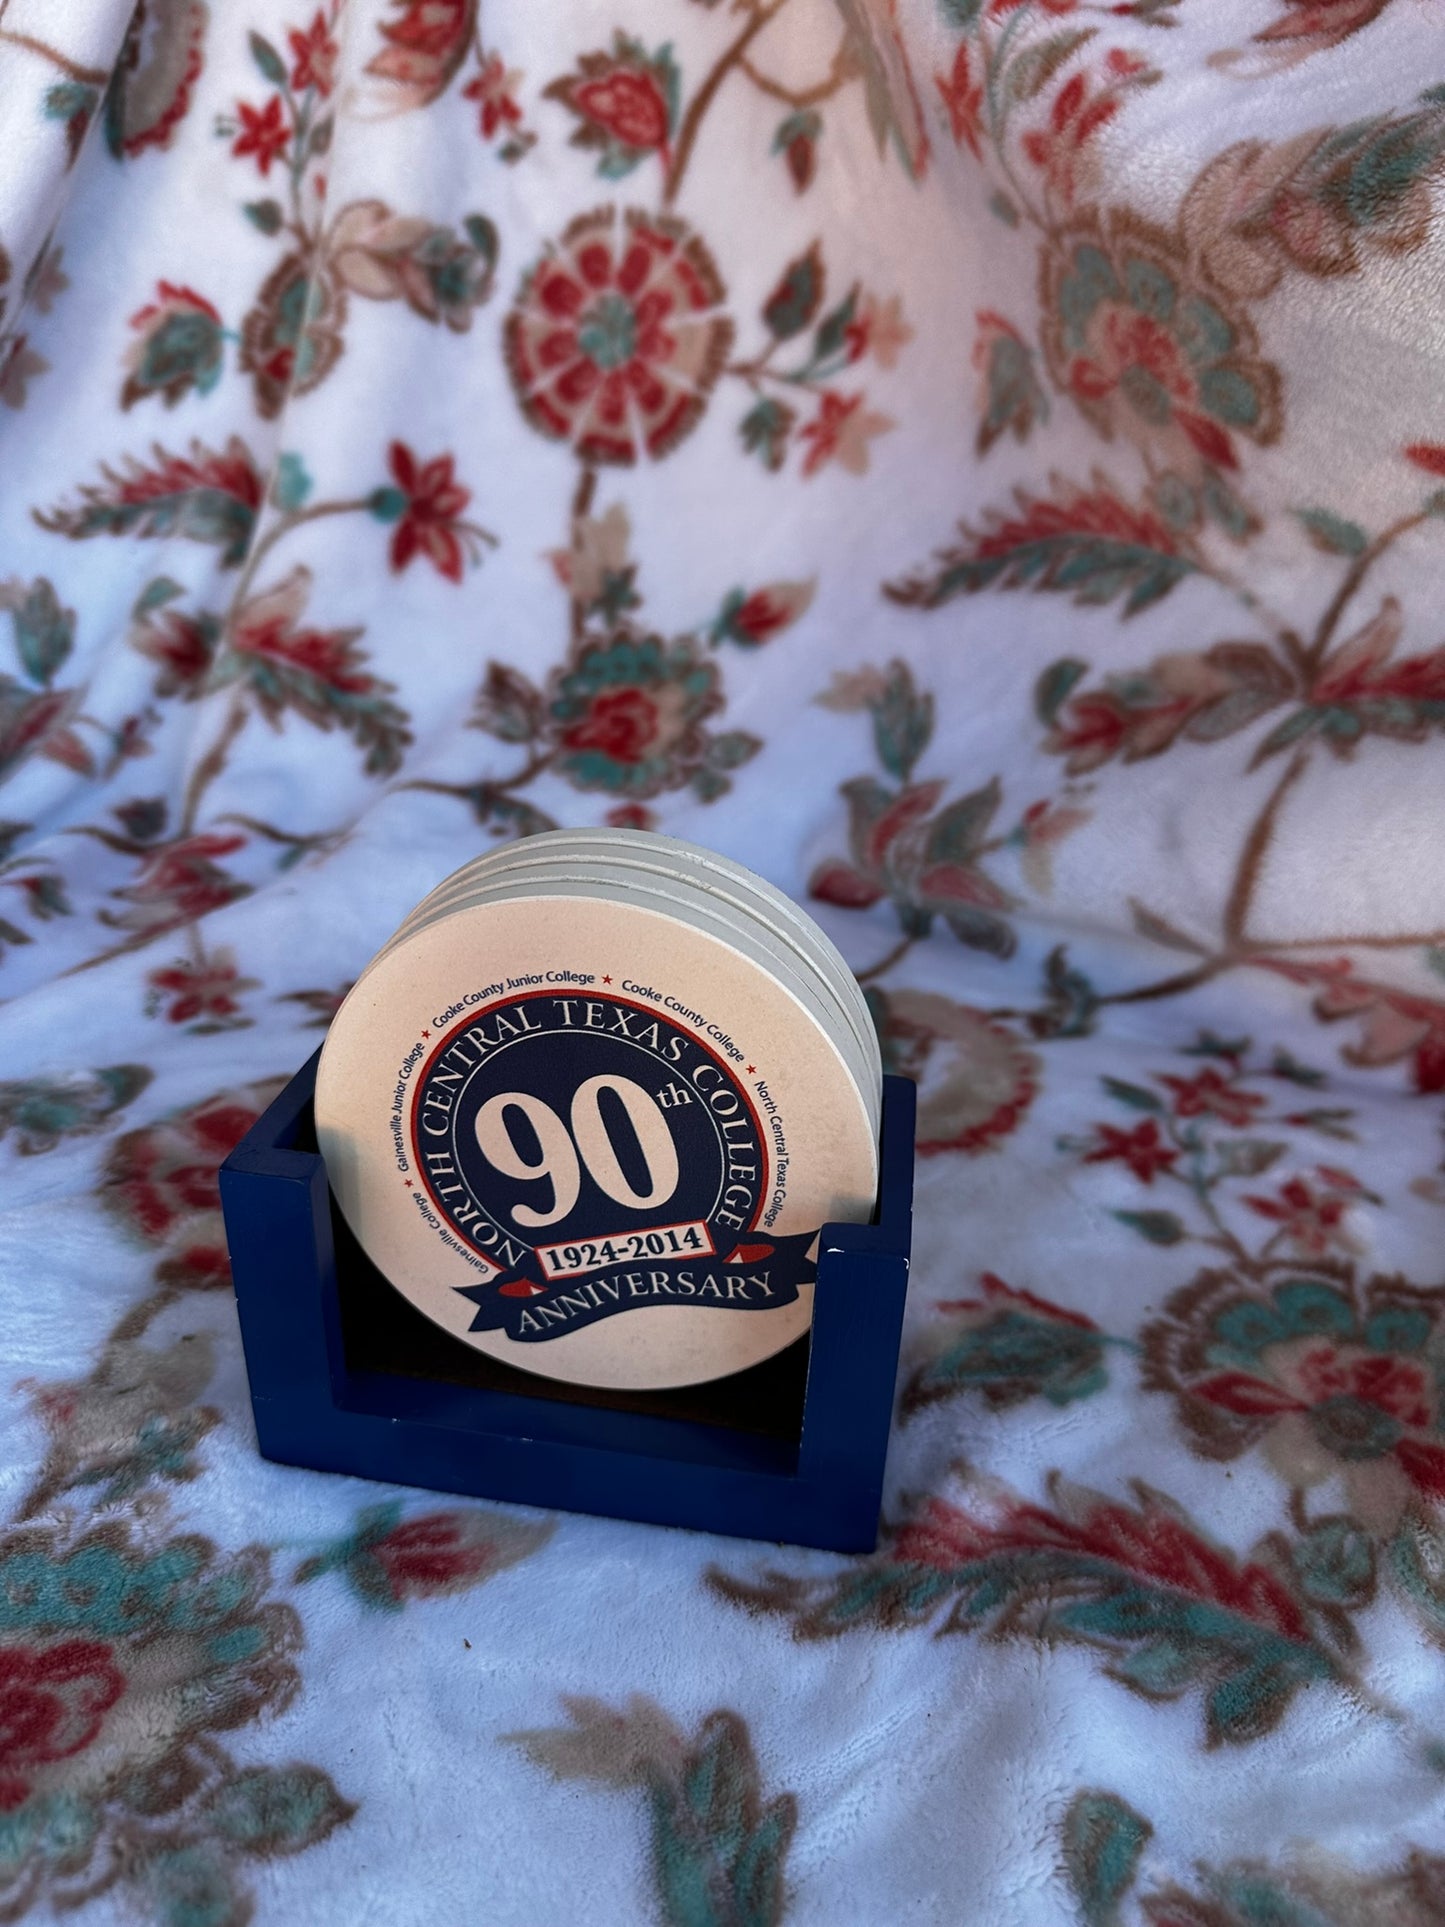 Gainesville College ★ Gainesville Junior College ★ Cooke County Junior College ★ Cooke County College ★ North Central Texas College
NORTH CENTRAL TEXAS COLLEGE
90th
1924-2014
ANNIVERSARY